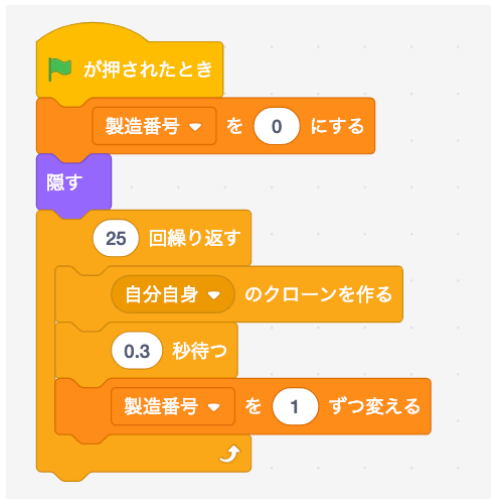 が押されたとき
製造番号 を 0 にする
隠す
25 回繰り返す
自分自身 のクローンを作る
0.3 秒待つ
製造番号 を 1 ずつ変える